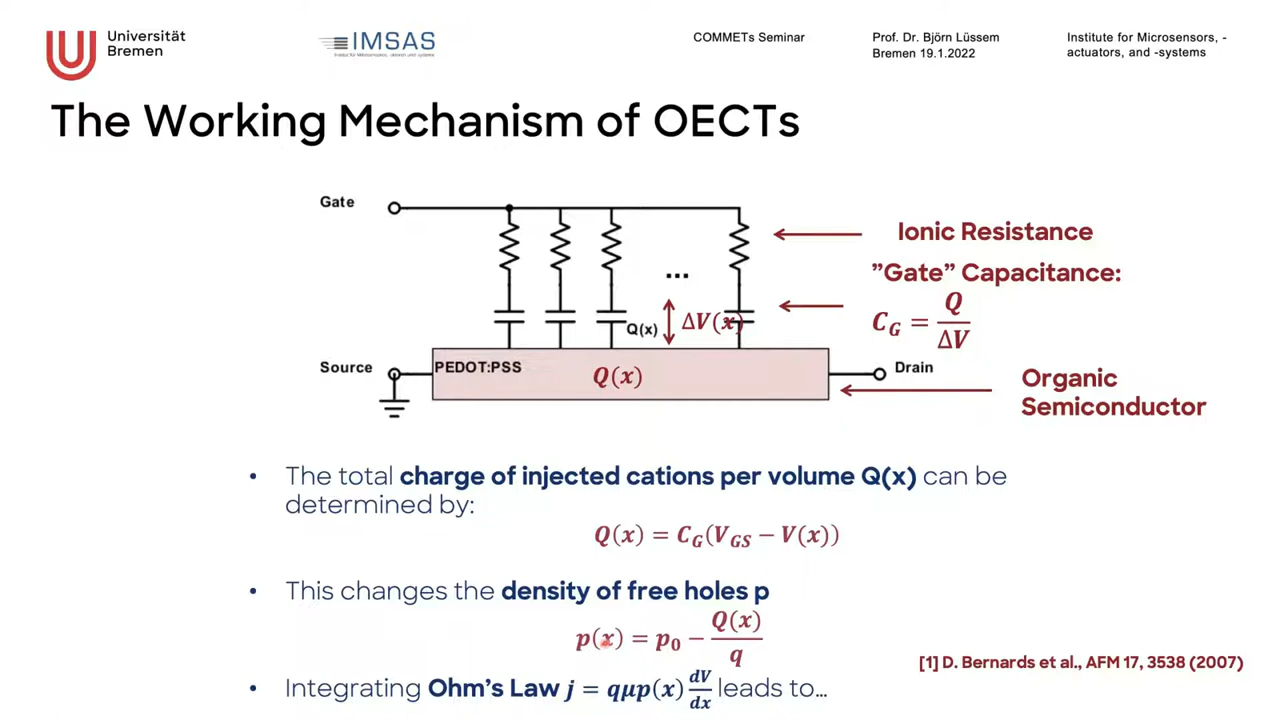 Universität
Bremen
IMSAS
COMMETs Seminar
Prof. Dr. Björn Lüssem
Bremen 19.1.2022
Institute for Microsensors, -
actuators, and -systems
The Working Mechanism of OECTs
Gate
Ionic Resistance
"Gate" Capacitance:
C_G = Q/ΔV
...
Q(x)
ΔV(x)
Source
PEDOT:PSS
Q(x)
Drain
Organic
Semiconductor
• The total charge of injected cations per volume Q(x) can be
determined by:
Q(x) = C_G(V_GS − V(x))
• This changes the density of free holes p
p(x) = p_0 − Q(x)/q
[1] D. Bernards et al., AFM 17, 3538 (2007)
• Integrating Ohm's Law j = qμp(x) dV/dx leads to...